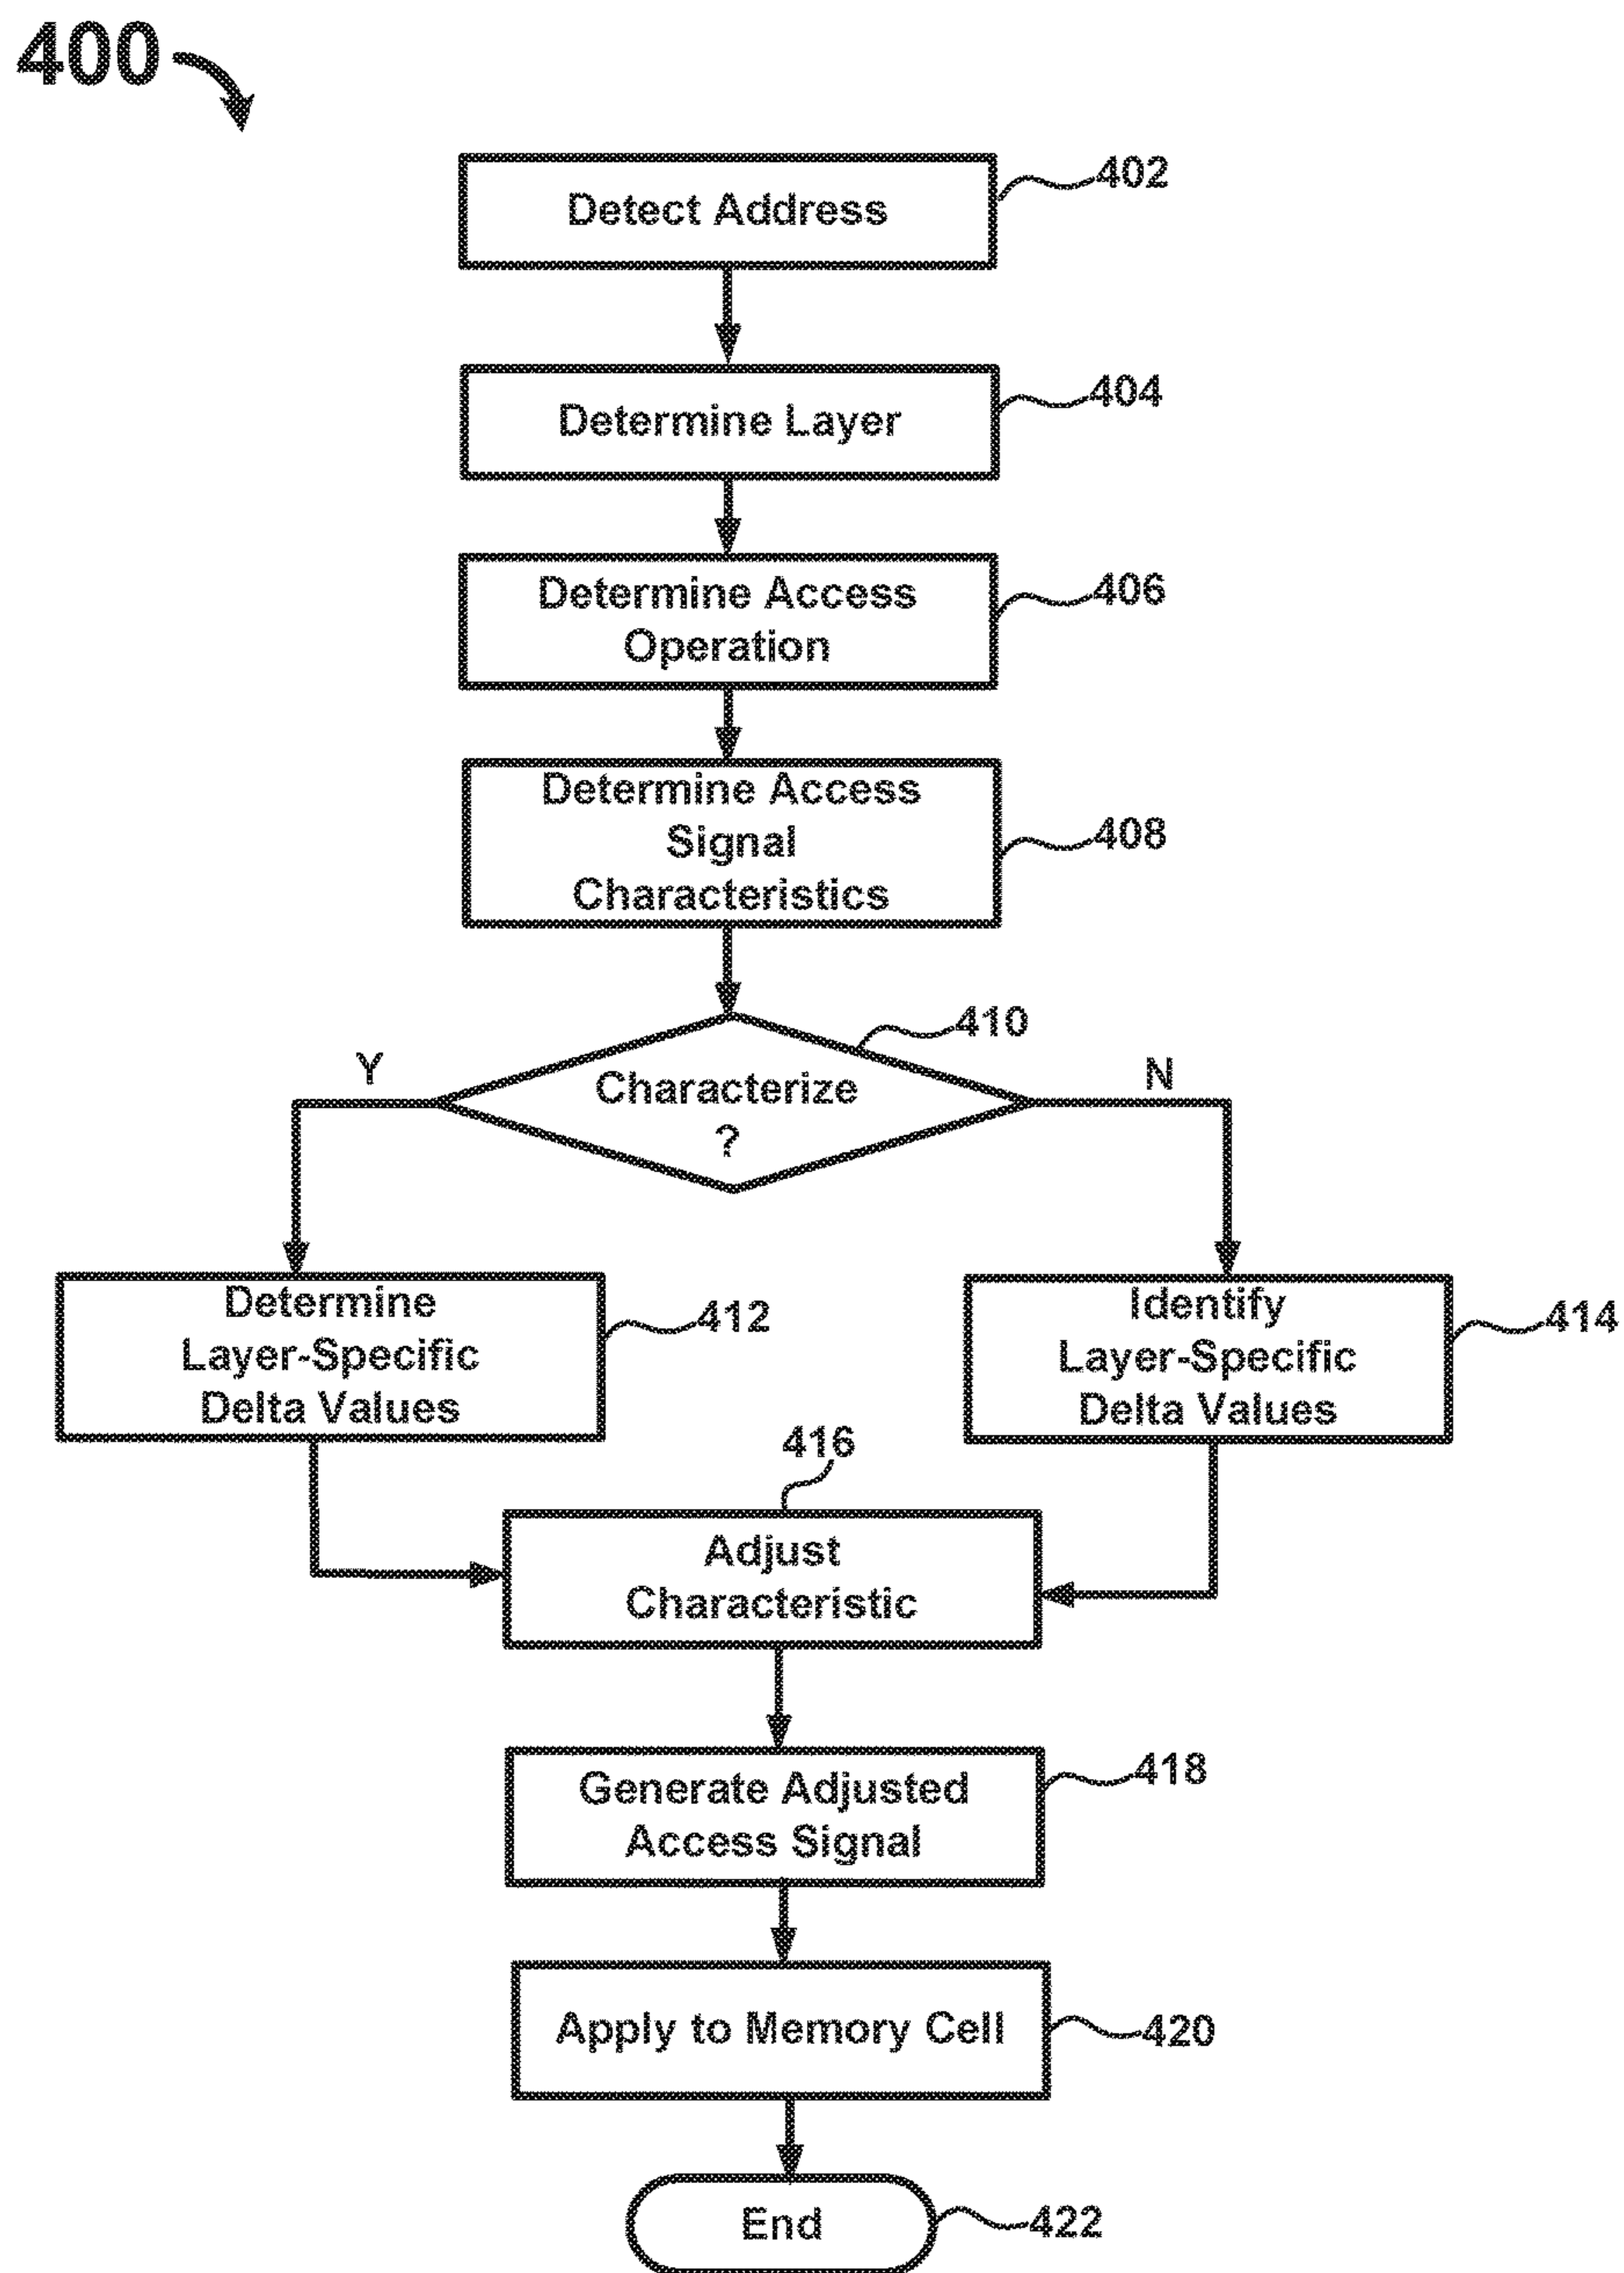 400
Detect Address
402
Determine Layer
404
Determine Access
Operation
406
Determine Access
Signal
Characteristics
408
410
Y
Characterize
?
N
Determine
Layer-Specific
Delta Values
412
Identify
Layer-Specific
Delta Values
414
416
Adjust
Characteristic
Generate Adjusted
Access Signal
418
Apply to Memory Cell
420
End
422